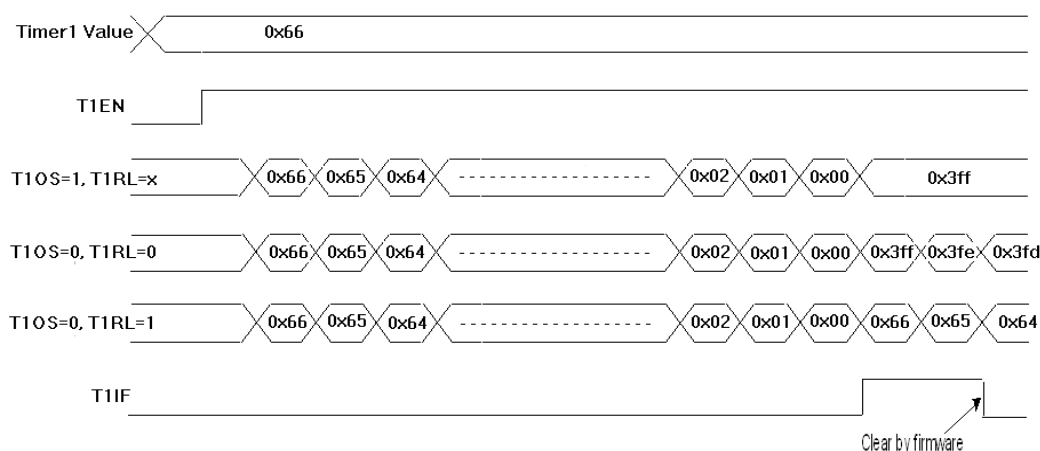 Timer1 Value 0x66
T1EN
T1OS=1, T1RL=x 0x66 0x65 0x64 0x02 0x01 0x00 0x3ff
T1OS=0, T1RL=0 0x66 0x65 0x64 0x02 0x01 0x00 0x3ff 0x3fe 0x3fd
T1OS=0, T1RL=1 0x66 0x65 0x64 0x02 0x01 0x00 0x66 0x65 0x64
T1IF
Clear by firmware